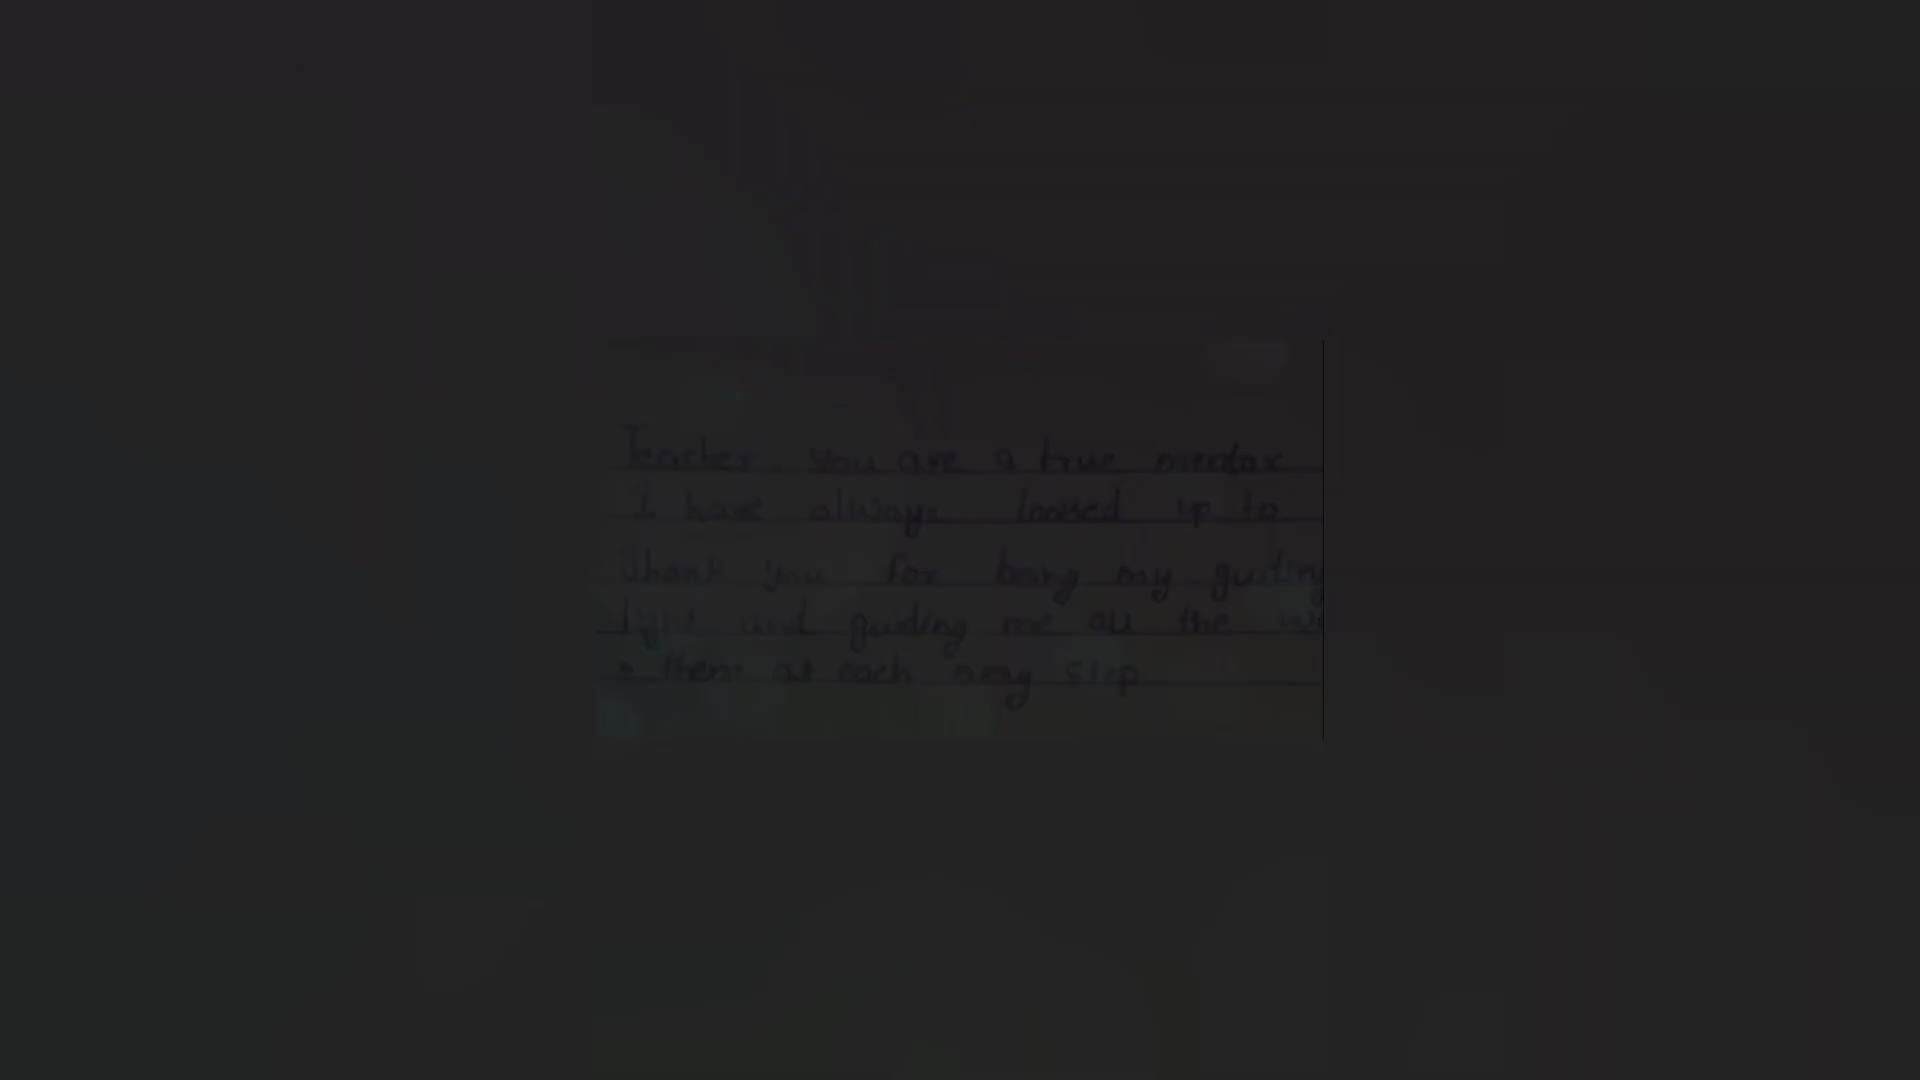 Teacher, you are a true mentor
I have always looked up to
Thank you for being my guiding
light and guiding me all the
them at each step